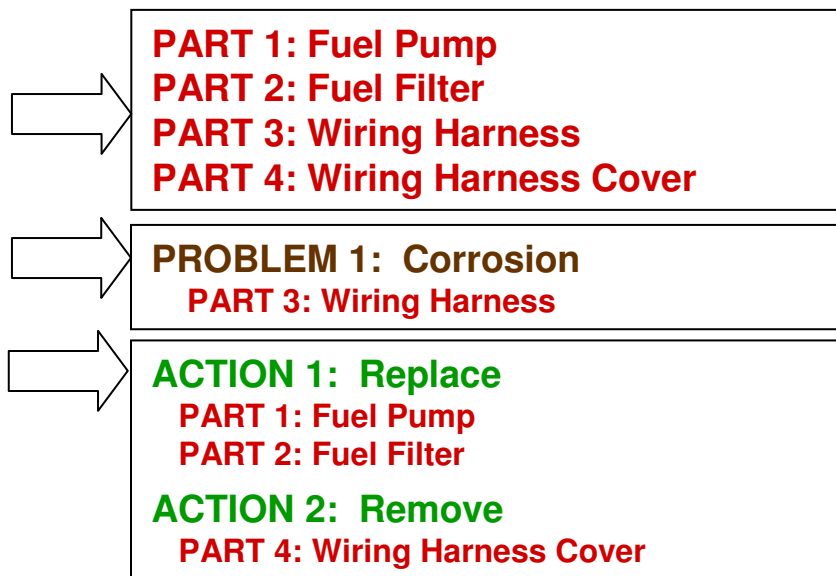 PART 1: Fuel Pump
PART 2: Fuel Filter
PART 3: Wiring Harness
PART 4: Wiring Harness Cover
PROBLEM 1: Corrosion
PART 3: Wiring Harness
ACTION 1: Replace
PART 1: Fuel Pump
PART 2: Fuel Filter
ACTION 2: Remove
PART 4: Wiring Harness Cover